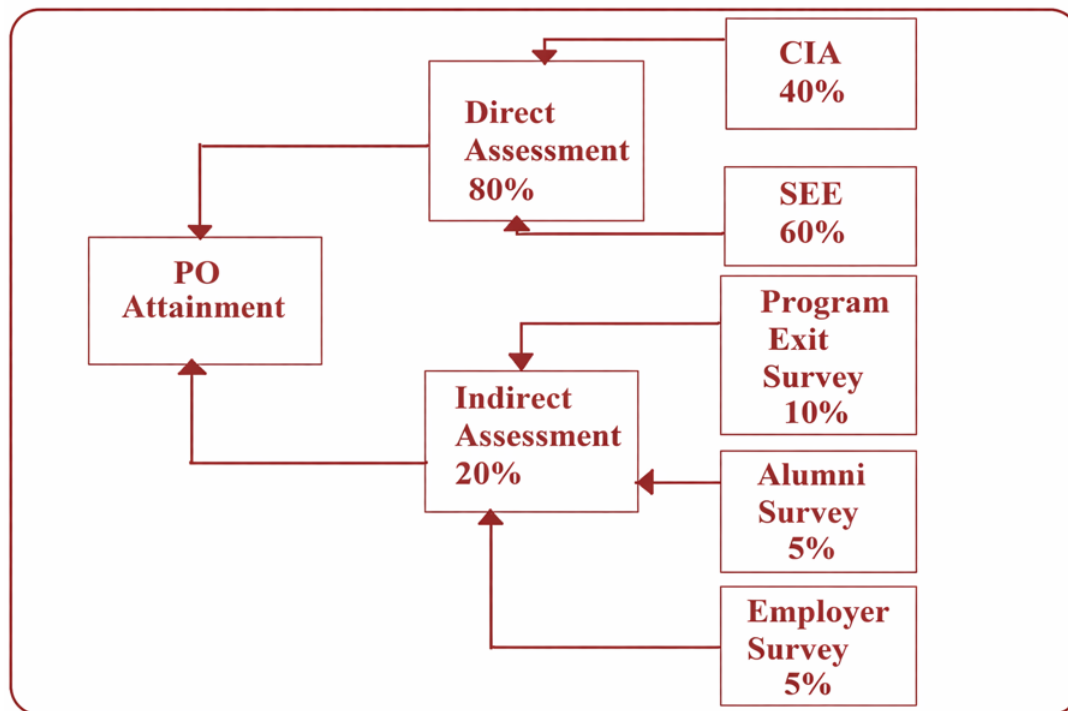 CIA
40%
Direct
Assessment
80%
SEE
60%
PO
Attainment
Program
Exit
Survey
10%
Indirect
Assessment
20%
Alumni
Survey
5%
Employer
Survey
5%